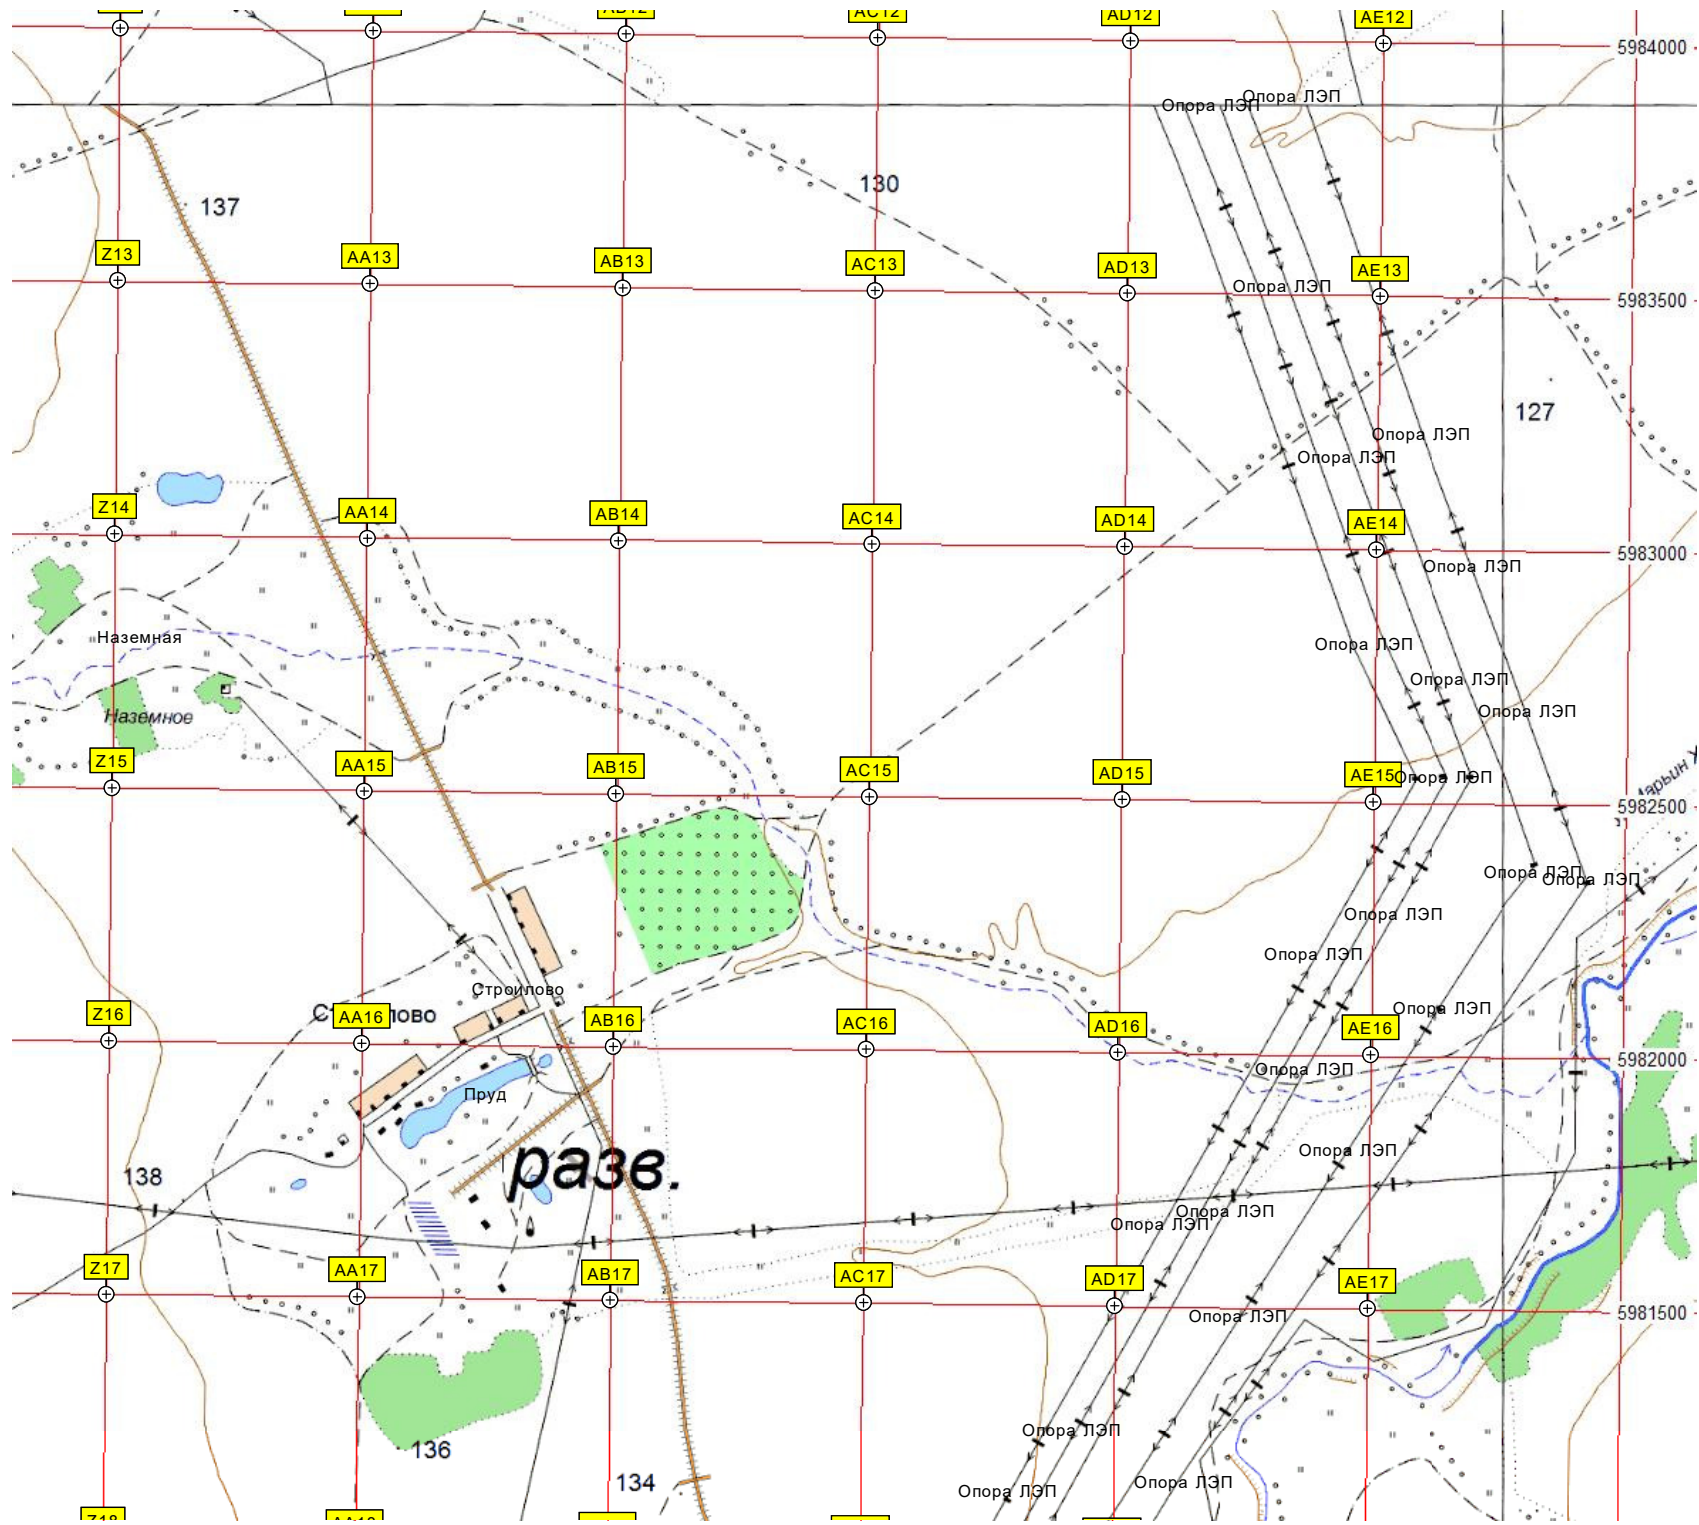 AB12
AC12
AD12
AE12
5984000
Опора ЛЭП
Опора ЛЭП
130
137
Z13
AA13
AB13
AC13
AD13
AE13
Опора ЛЭП
5983500
127
Опора ЛЭП
Опора ЛЭП
Z14
AA14
AB14
AC14
AD14
AE14
5983000
Опора ЛЭП
Наземная
Опора ЛЭП
Опора ЛЭП
Наземное
Опора ЛЭП
Z15
AA15
AB15
AC15
AD15
AE15
Опора ЛЭП
5982500
Опора ЛЭП
Опора ЛЭП
Опора ЛЭП
Опора ЛЭП
Строилово
Опора ЛЭП
Z16
AA16
AB16
AC16
AD16
AE16
5982000
Опора ЛЭП
Пруд
Опора ЛЭП
разв.
138
Опора ЛЭП
Опора ЛЭП
Z17
AA17
AB17
AC17
AD17
AE17
5981500
Опора ЛЭП
Опора ЛЭП
136
134
Опора ЛЭП
Опора ЛЭП
Z18